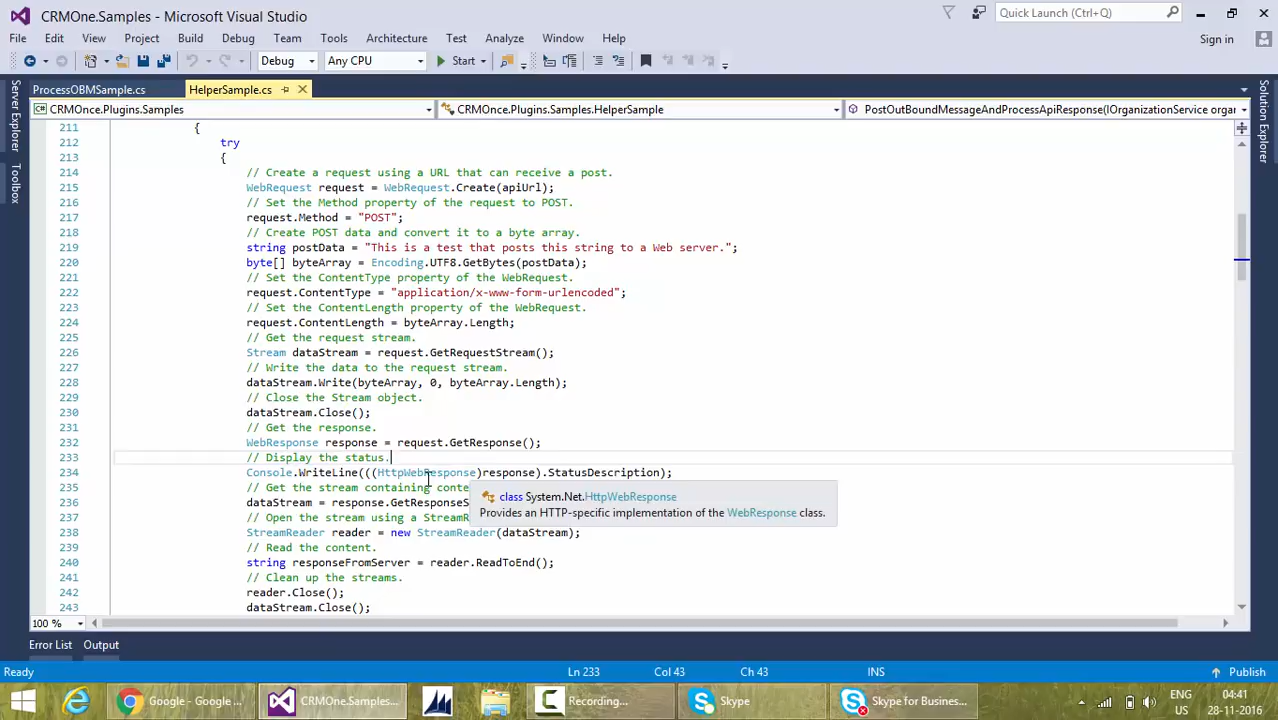 CRMOne.Samples - Microsoft Visual Studio
Quick Launch (Ctrl+Q)
File Edit View Project Build Debug Team Tools Architecture Test Analyze Window Help
Sign in
Debug Any CPU Start
ProcessOBMSample.cs HelperSample.cs
CRMOnce.Plugins.Samples CRMOnce.Plugins.Samples.HelperSample PostOutBoundMessageAndProcessApiResponse(IOrganizationService orgar
Server Explorer
Toolbox
Solution Explorer
211 {
212 try
213 {
214 // Create a request using a URL that can receive a post.
215 WebRequest request = WebRequest.Create(apiUrl);
216 // Set the Method property of the request to POST.
217 request.Method = "POST";
218 // Create POST data and convert it to a byte array.
219 string postData = "This is a test that posts this string to a Web server.";
220 byte[] byteArray = Encoding.UTF8.GetBytes(postData);
221 // Set the ContentType property of the WebRequest.
222 request.ContentType = "application/x-www-form-urlencoded";
223 // Set the ContentLength property of the WebRequest.
224 request.ContentLength = byteArray.Length;
225 // Get the request stream.
226 Stream dataStream = request.GetRequestStream();
227 // Write the data to the request stream.
228 dataStream.Write(byteArray, 0, byteArray.Length);
229 // Close the Stream object.
230 dataStream.Close();
231 // Get the response.
232 WebResponse response = request.GetResponse();
233 // Display the status.
234 Console.WriteLine(((HttpWebResponse)response).StatusDescription);
235 // Get the stream containing conte
class System.Net.HttpWebResponse
Provides an HTTP-specific implementation of the WebResponse class.
236 dataStream = response.GetResponseS
237 // Open the stream using a StreamR
238 StreamReader reader = new StreamReader(dataStream);
239 // Read the content.
240 string responseFromServer = reader.ReadToEnd();
241 // Clean up the streams.
242 reader.Close();
243 dataStream.Close();
100 %
Error List Output
Ready Ln 233 Col 43 Ch 43 INS Publish
Google - Google ... CRMOne.Samples... Recording... Skype Skype for Busines...
ENG 04:41
US 28-11-2016